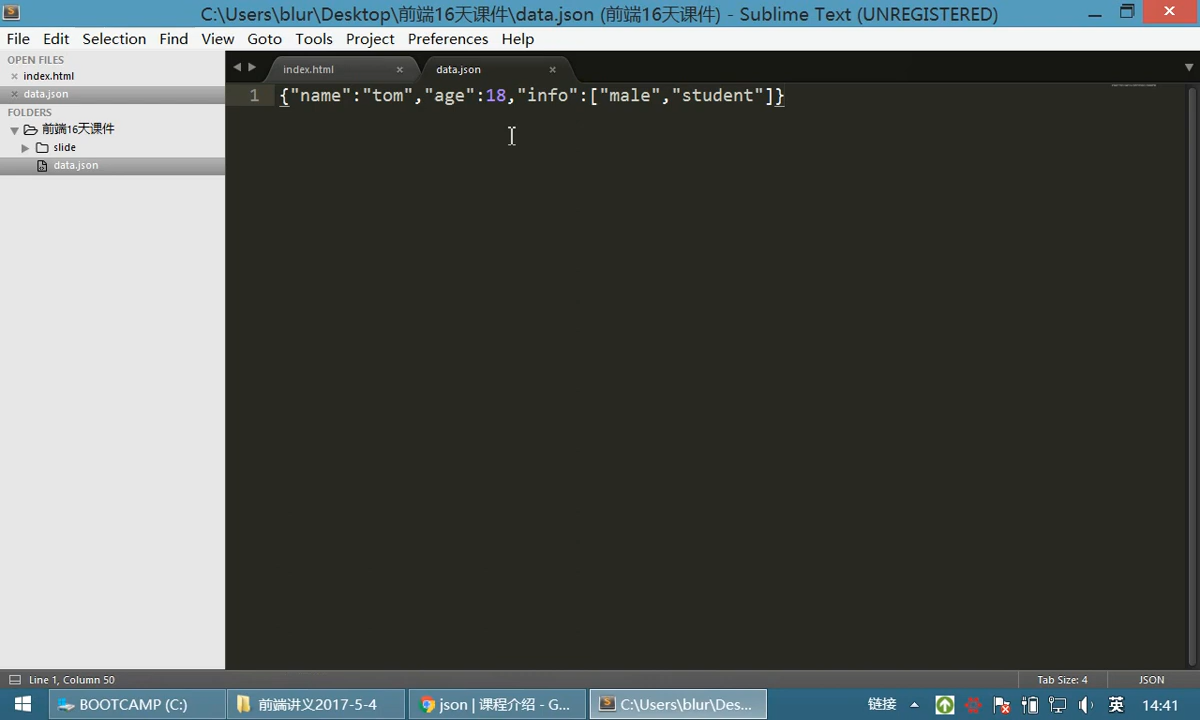 C:\Users\blur\Desktop\前端16天课件\data.json (前端16天课件) - Sublime Text (UNREGISTERED)
File Edit Selection Find View Goto Tools Project Preferences Help
OPEN FILES
index.html
data.json
FOLDERS
前端16天课件
slide
data.json
index.html
data.json
1 {"name":"tom","age":18,"info":["male","student"]}
Line 1, Column 50
Tab Size: 4
JSON
BOOTCAMP (C:)
前端讲义2017-5-4
json | 课程介绍 - G...
C:\Users\blur\Des...
链接
英
14:41